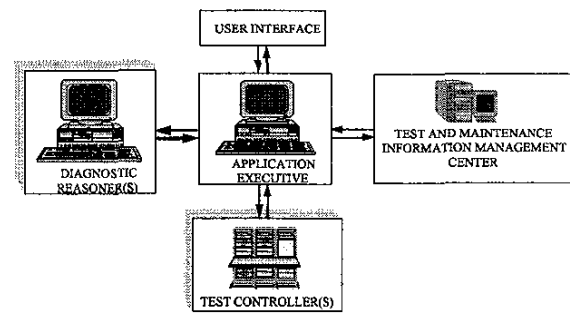 USER INTERFACE
DIAGNOSTIC
REASONER(S)
APPLICATION
EXECUTIVE
TEST AND MAINTENANCE
INFORMATION MANAGEMENT
CENTER
TEST CONTROLLER(S)